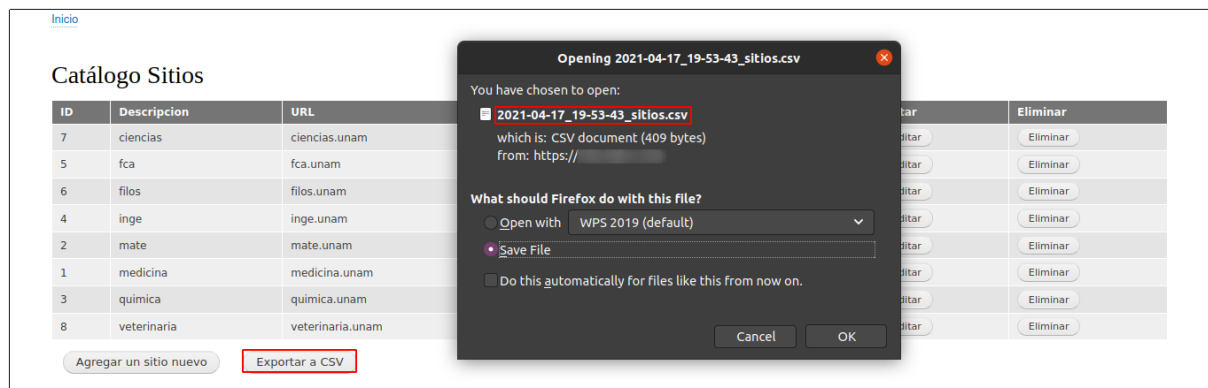 Inicio
Catálogo Sitios
Opening 2021-04-17_19-53-43_sitios.csv
You have chosen to open:
2021-04-17_19-53-43_sitios.csv
which is: CSV document (409 bytes)
from: https://
What should Firefox do with this file?
Open with WPS 2019 (default)
Save File
Do this automatically for files like this from now on.
Cancel OK
ID Descripcion URL tar Eliminar
7 ciencias ciencias.unam ditar Eliminar
5 fca fca.unam ditar Eliminar
6 filos filos.unam ditar Eliminar
4 inge inge.unam ditar Eliminar
2 mate mate.unam ditar Eliminar
1 medicina medicina.unam ditar Eliminar
3 quimica quimica.unam ditar Eliminar
8 veterinaria veterinaria.unam ditar Eliminar
Agregar un sitio nuevo Exportar a CSV